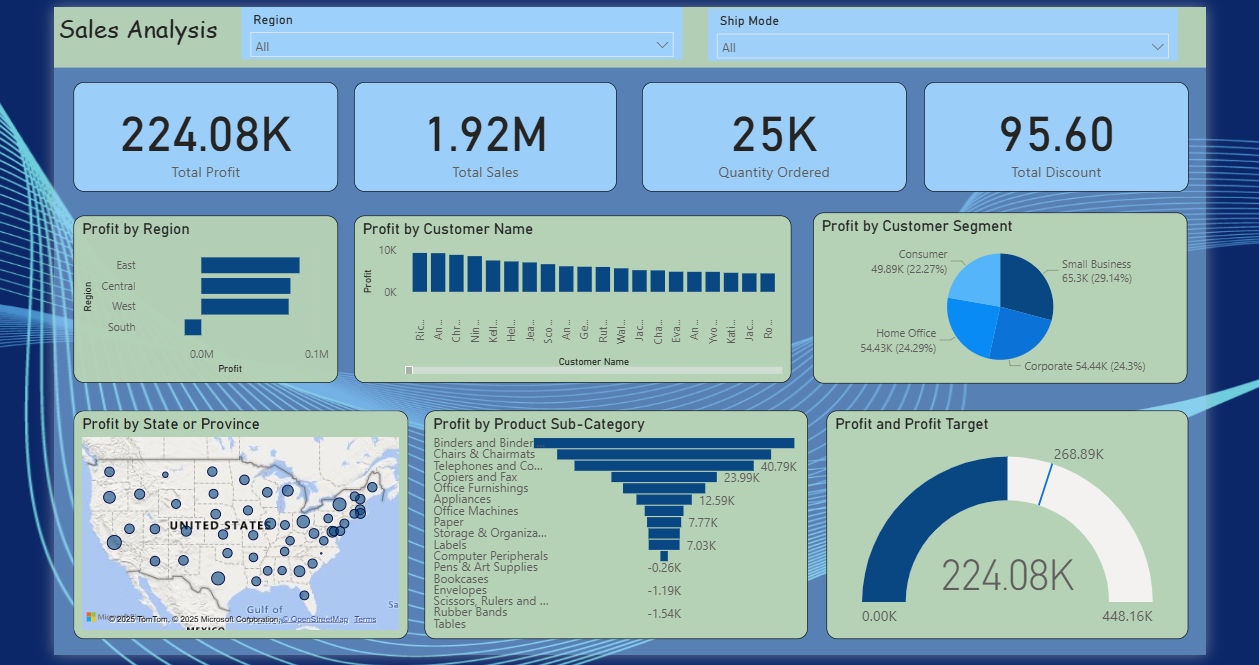 Sales Analysis
Region
All
Ship Mode
All
224.08K
Total Profit
1.92M
Total Sales
25K
Quantity Ordered
95.60
Total Discount
Profit by Region
Region
East
Central
West
South
0.0M 0.1M
Profit
Profit by Customer Name
Profit
10K
0K
Ric... An... Chr... Nin... Kell... Hel... Jea... Sco... An... Ge... Rut... Wal... Jac... Cha... Eva... An... Yvo... Kati... Jac... Ro...
Customer Name
Profit by Customer Segment
Consumer
49.89K (22.27%)
Small Business
65.3K (29.14%)
Home Office
54.43K (24.29%)
Corporate 54.44K (24.3%)
Profit by State or Province
UNITED STATES
Gulf of
Sa
MEXICO
© 2025 TomTom, © 2025 Microsoft Corporation, © OpenStreetMap Terms
Profit by Product Sub-Category
Binders and Binder...
Chairs & Chairmats
Telephones and Co... 40.79K
Copiers and Fax 23.99K
Office Furnishings
Appliances 12.59K
Office Machines
Paper 7.77K
Storage & Organiza...
Labels 7.03K
Computer Peripherals
Pens & Art Supplies -0.26K
Bookcases
Envelopes -1.19K
Scissors, Rulers and ...
Rubber Bands -1.54K
Tables
Profit and Profit Target
268.89K
224.08K
0.00K 448.16K